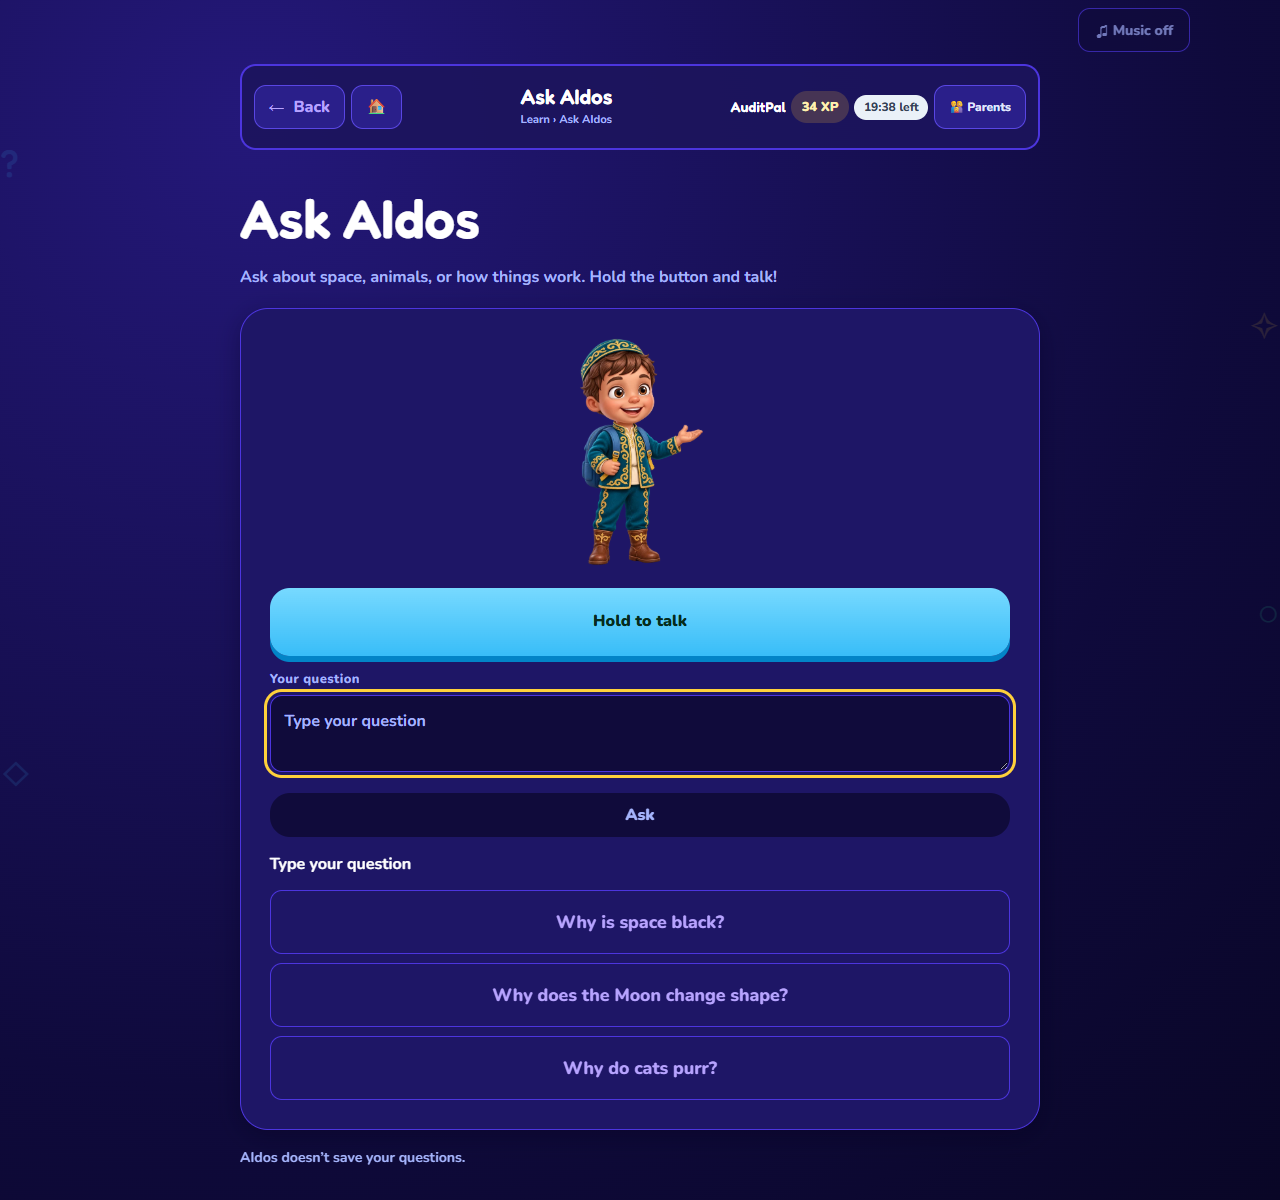 ♫ Music off
← Back
Ask Aldos
Learn › Ask Aldos
AuditPal
34 XP
19:38 left
Parents
Ask Aldos
Ask about space, animals, or how things work. Hold the button and talk!
Hold to talk
Your question
Type your question
Ask
Type your question
Why is space black?
Why does the Moon change shape?
Why do cats purr?
Aldos doesn't save your questions.